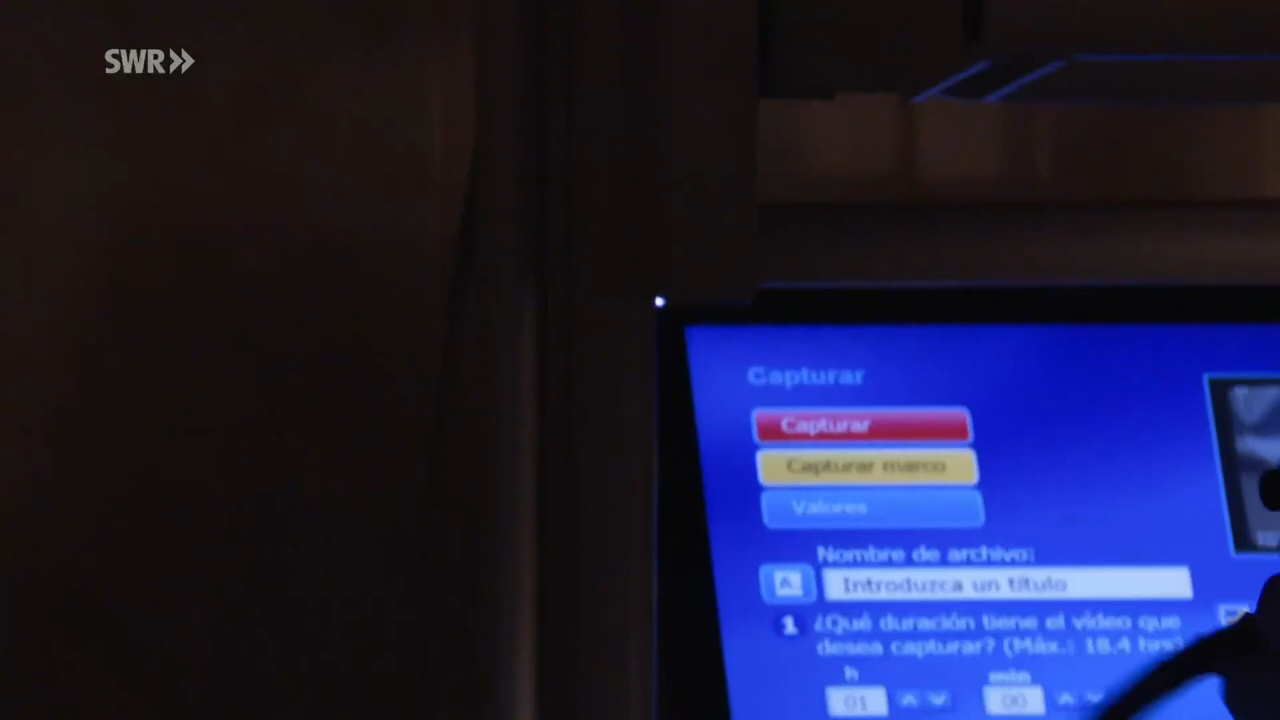 SWR
Capturar
Capturar
Capturar marco
Valores
Nombre de archivo:
A.
Introduzca un título
1 ¿Qué duración tiene el vídeo que
desea capturar? (Máx.: 18.4 hrs)
h min
01 00